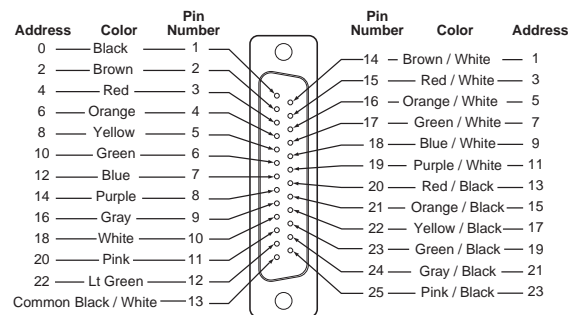 Address Color Pin Number
0 Black 1
2 Brown 2
4 Red 3
6 Orange 4
8 Yellow 5
10 Green 6
12 Blue 7
14 Purple 8
16 Gray 9
18 White 10
20 Pink 11
22 Lt Green 12
Common Black / White 13
Pin Number Color Address
14 Brown / White 1
15 Red / White 3
16 Orange / White 5
17 Green / White 7
18 Blue / White 9
19 Purple / White 11
20 Red / Black 13
21 Orange / Black 15
22 Yellow / Black 17
23 Green / Black 19
24 Gray / Black 21
25 Pink / Black 23